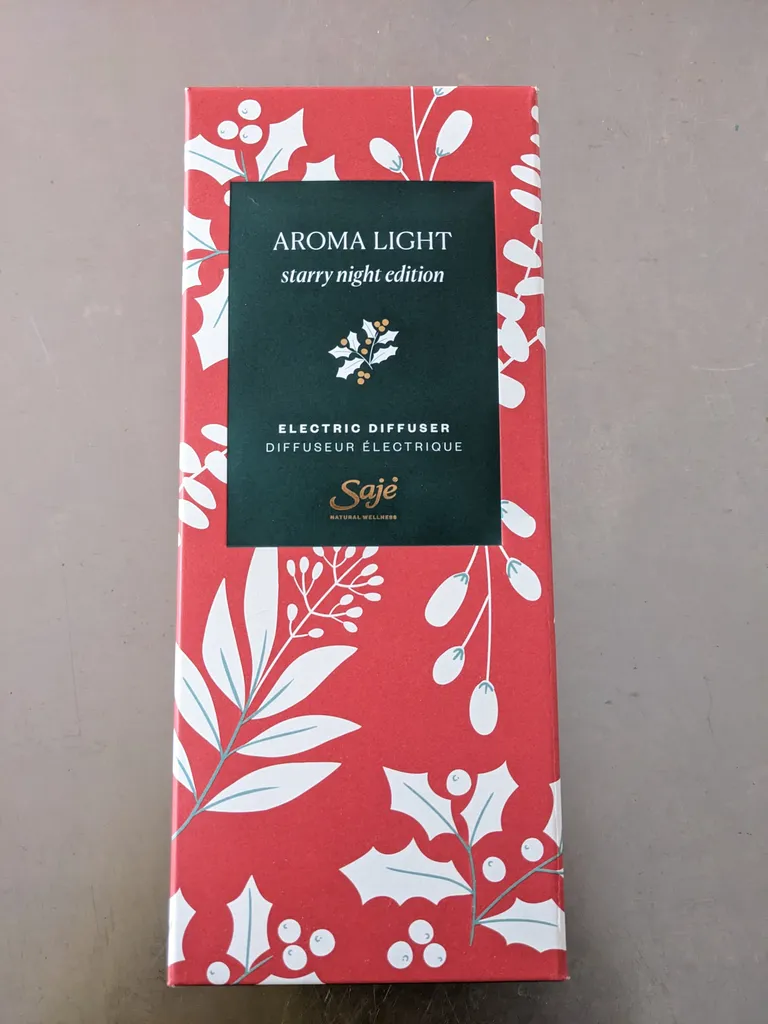 AROMA LIGHT
starry night edition
ELECTRIC DIFFUSER
DIFFUSEUR ÉLECTRIQUE
Saje
NATURAL WELLNESS